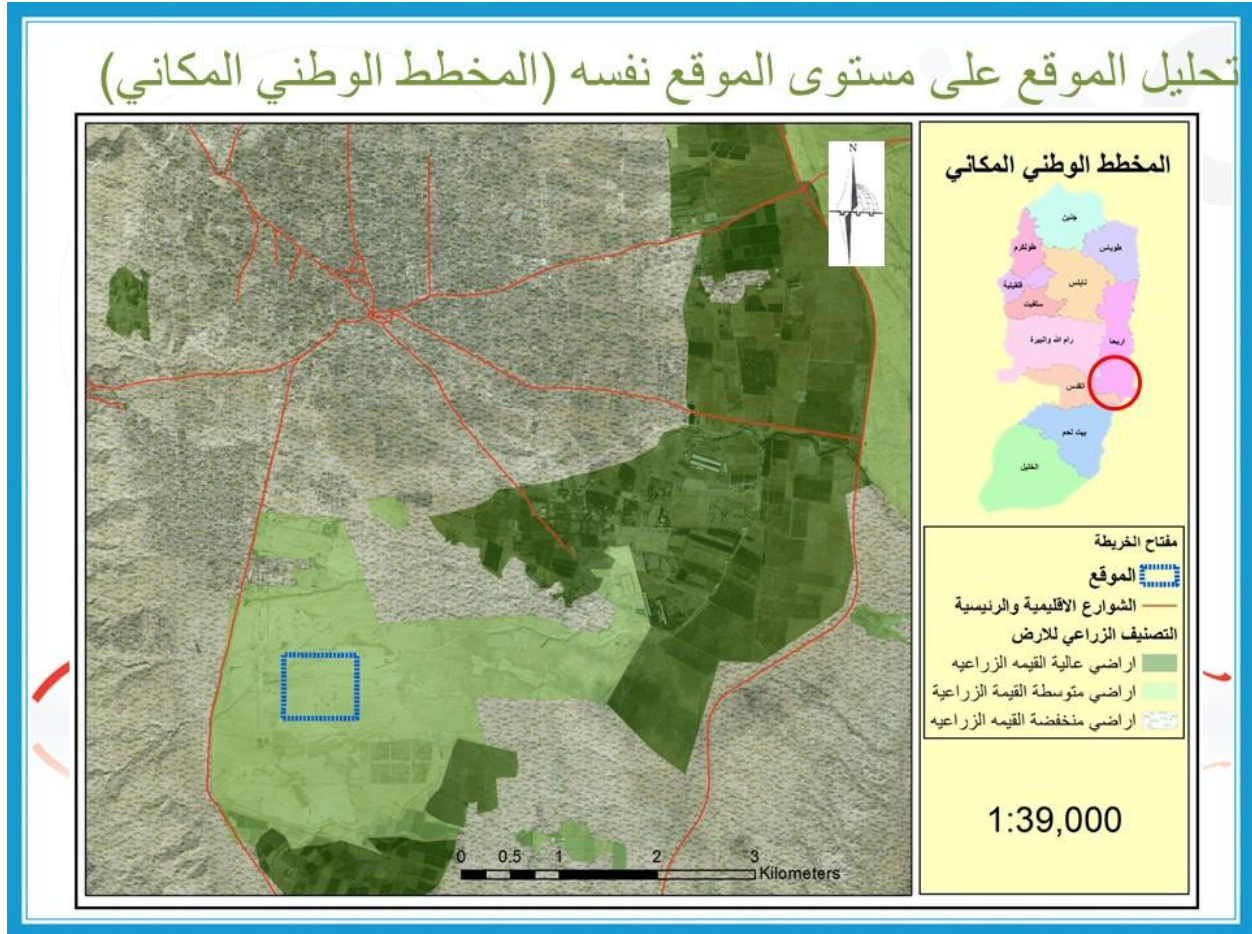 تحليل الموقع على مستوى الموقع نفسه (المخطط الوطني المكاني)
N
المخطط الوطني المكاني
جنين
طولكرم
طوباس
قلقيلية
نابلس
سلفيت
رام الله والبيرة
اريحا
القدس
بيت لحم
الخليل
مفتاح الخريطة
الموقع
الشوارع الاقليمية والرئيسية
التصنيف الزراعي للارض
اراضي عالية القيمه الزراعيه
اراضي متوسطة القيمة الزراعية
اراضي منخفضة القيمه الزراعيه
1:39,000
0 0.5 1 2 3
Kilometers